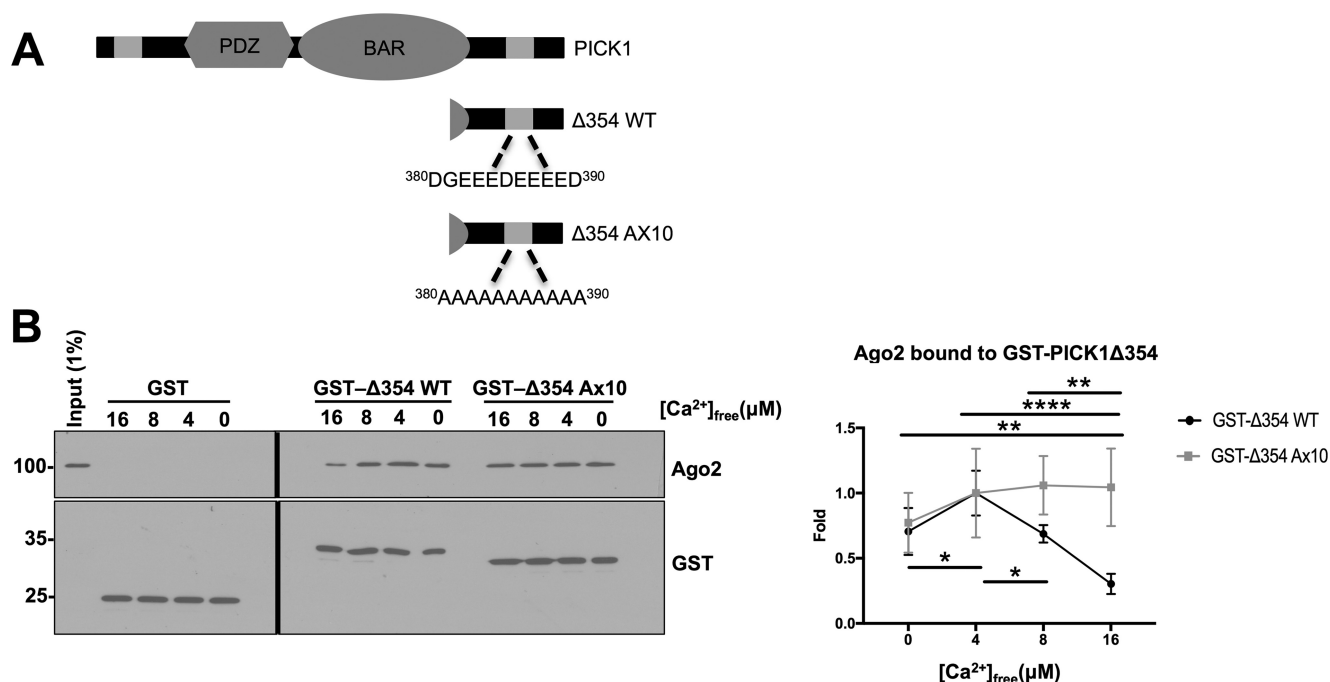 A
PDZ
BAR
PICK1
Δ354 WT
³⁸⁰DGEEEDEEEED³⁹⁰
Δ354 AX10
³⁸⁰AAAAAAAAAAA³⁹⁰
B
Input (1%)
GST
GST–Δ354 WT
GST–Δ354 Ax10
16 8 4 0
16 8 4 0
16 8 4 0
[Ca²⁺]free(μM)
100
Ago2
35
25
GST
Ago2 bound to GST-PICK1Δ354
**
****
**
GST-Δ354 WT
GST-Δ354 Ax10
Fold
1.5
1.0
0.5
0.0
*
*
0 4 8 16
[Ca²⁺]free(μM)